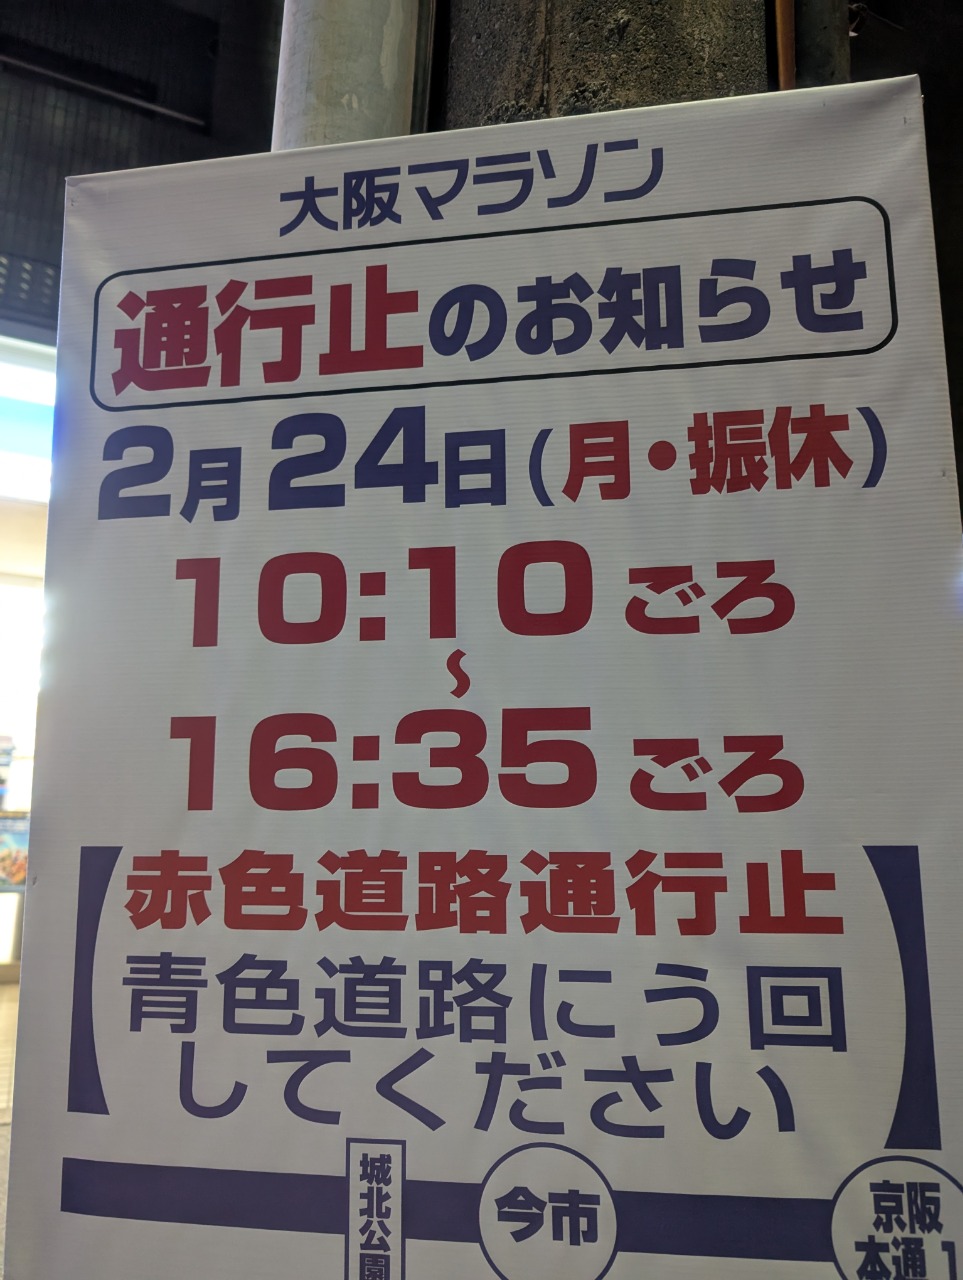 大阪マラソン
通行止のお知らせ
2月24日(月・振休)
10:10ごろ
〜
16:35ごろ
【赤色道路通行止
青色道路にう回
してください】
城北公園
今市
京阪
本通1